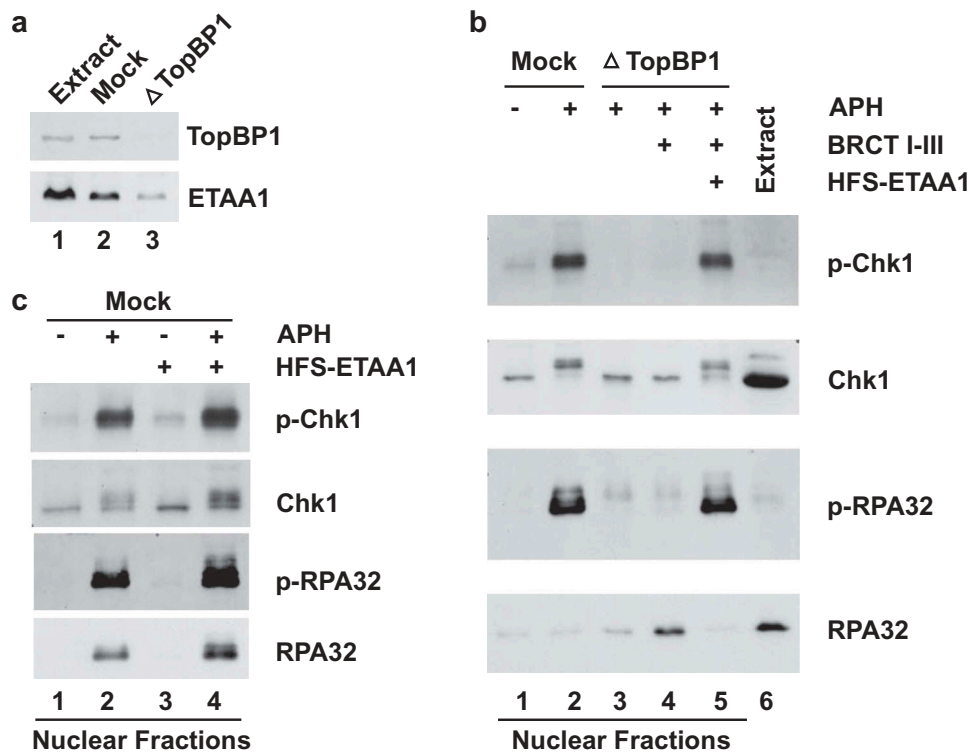 a
Extract
Mock
Δ TopBP1
TopBP1
ETAA1
1 2 3
b
Mock Δ TopBP1
- + + + + APH
+ + BRCT I-III
+ HFS-ETAA1
Extract
p-Chk1
Chk1
p-RPA32
RPA32
1 2 3 4 5 6
Nuclear Fractions
c
Mock
- + - + APH
+ + HFS-ETAA1
p-Chk1
Chk1
p-RPA32
RPA32
1 2 3 4
Nuclear Fractions